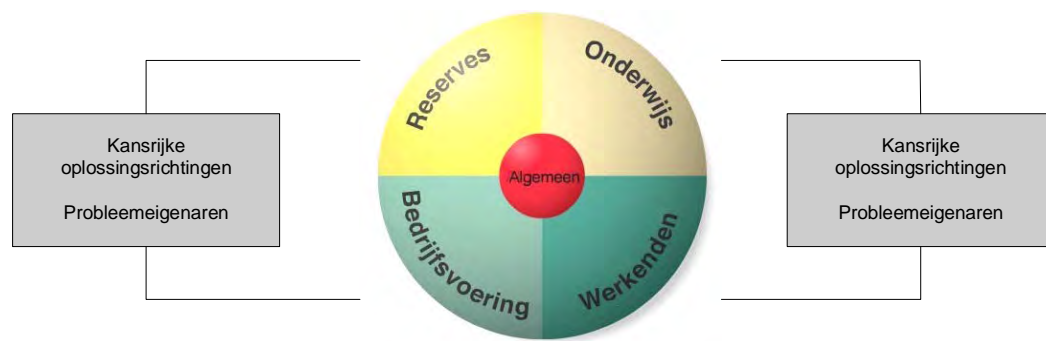 Kansrijke
oplossingsrichtingen
Probleemeigenaren
Reserves
Onderwijs
Algemeen
Bedrijfsvoering
Werkenden
Kansrijke
oplossingsrichtingen
Probleemeigenaren